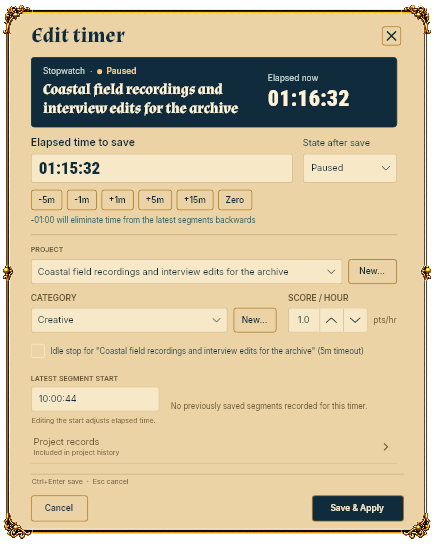 Edit timer
Stopwatch · • Paused
Elapsed now
Coastal field recordings and
interview edits for the archive
01:16:32
Elapsed time to save
State after save
01:15:32
Paused
-5m
-1m
+1m
+5m
+15m
Zero
-01:00 will eliminate time from the latest segments backwards
PROJECT
Coastal field recordings and interview edits for the archive
New...
CATEGORY
SCORE / HOUR
Creative
New...
1.0
pts/hr
Idle stop for "Coastal field recordings and interview edits for the archive" (5m timeout)
LATEST SEGMENT START
10:00:44
No previously saved segments recorded for this timer.
Editing the start adjusts elapsed time.
Project records
Included in project history
Ctrl+Enter save · Esc cancel
Cancel
Save & Apply